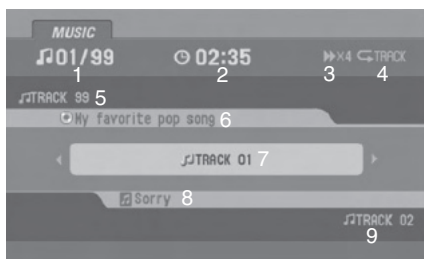 MUSIC
01/99 02:35 ×4 TRACK
1 2 3 4
TRACK 99 5
My favorite pop song 6
TRACK 01 7
Sorry 8
TRACK 02
9